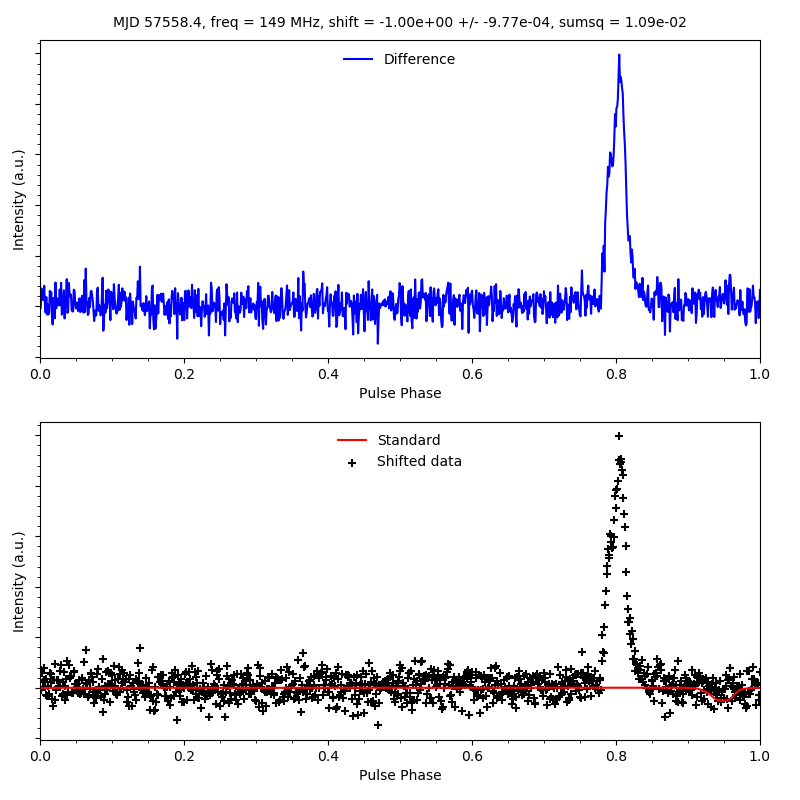 MJD 57558.4, freq = 149 MHz, shift = -1.00e+00 +/- -9.77e-04, sumsq = 1.09e-02
Difference
Intensity (a.u.)
0.0 0.2 0.4 0.6 0.8 1.0
Pulse Phase
Standard
Shifted data
Intensity (a.u.)
0.0 0.2 0.4 0.6 0.8 1.0
Pulse Phase